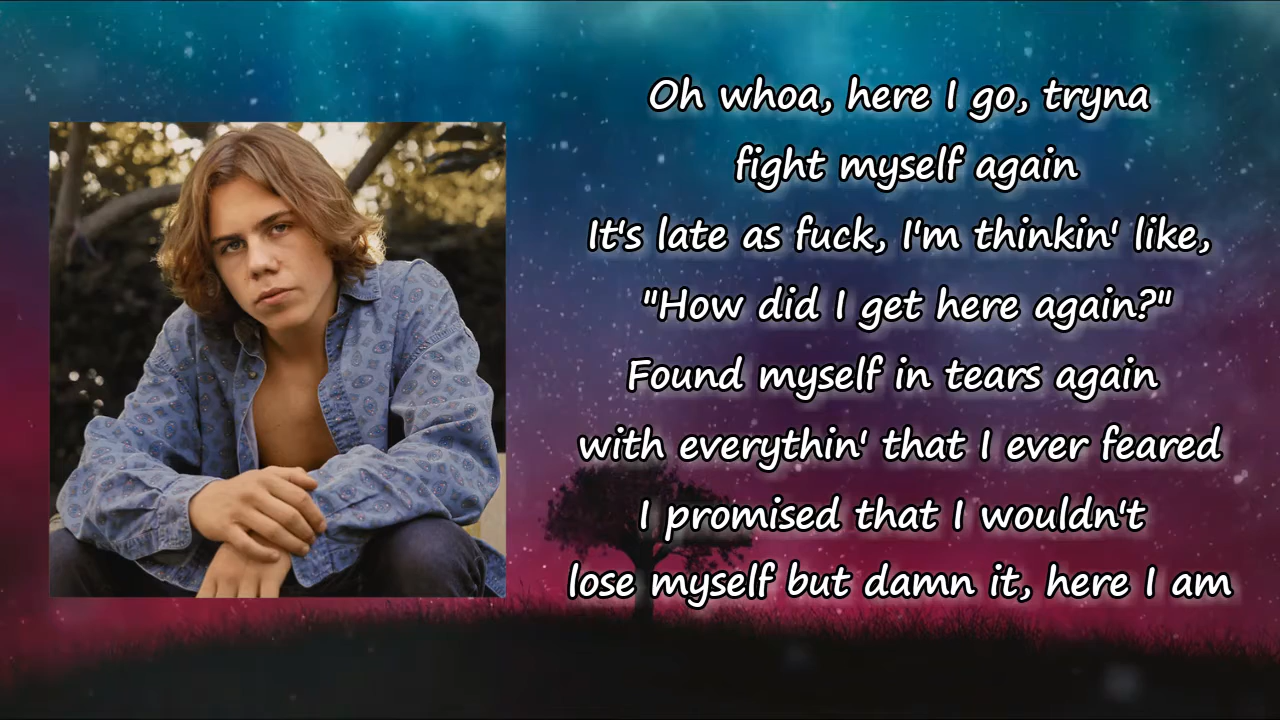 Oh whoa, here I go, tryna
fight myself again
It's late as fuck, I'm thinkin' like,
"How did I get here again?"
Found myself in tears again
with everythin' that I ever feared
I promised that I wouldn't
lose myself but damn it, here I am